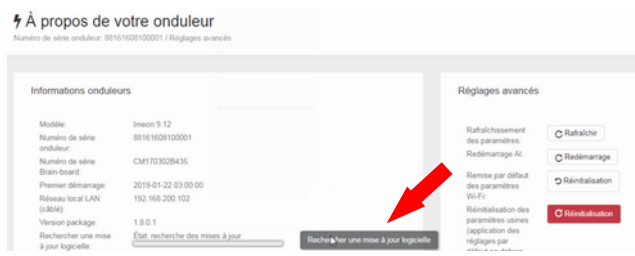 À propos de votre onduleur
Numéro de série onduleur: 88161608100001 / Réglages avancés
Informations onduleurs
Modèle: Imeon 9.12
Numéro de série 88161608100001
onduleur:
Numéro de série CM1703028435
Brain-board:
Premier démarrage: 2019-01-22 03:00:00
Réseau local LAN 192.168.200.102
(câblé):
Version package: 1.8.0.1
Rechercher une mise État: recherche des mises à jour
à jour logicielle:
Rechercher une mise à jour logicielle
Réglages avancés
Rafraîchissement Rafraîchir
des paramètres:
Redémarrage AI: Redémarrage
Remise par défaut Réinitialisation
des paramètres
Wi-Fi:
Réinitialisation des Réinitialisation
paramètres usines
(application des
réglages par
défaut en dehors